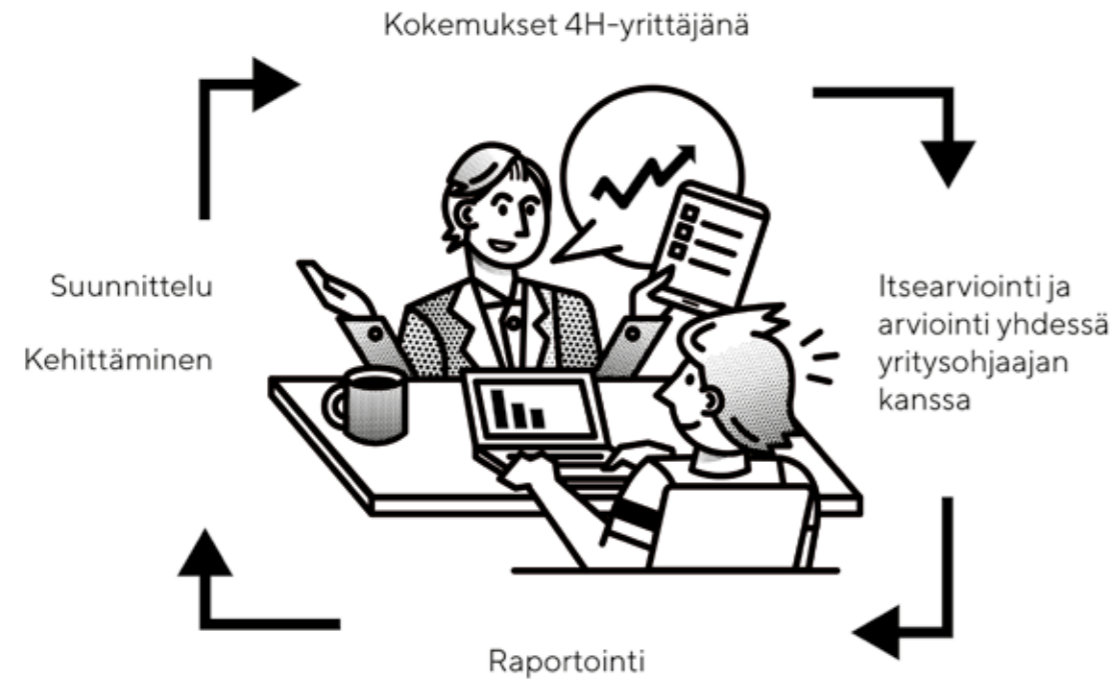 Kokemukset 4H-yrittäjänä
Suunnittelu
Kehittäminen
Itsearviointi ja
arviointi yhdessä
yritysohjaajan
kanssa
Raportointi